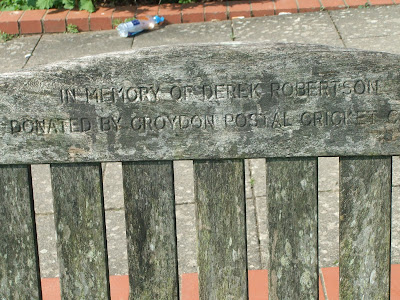 IN MEMORY OF DEREK ROBERTSON
DONATED BY CROYDON POSTAL CRICKET C